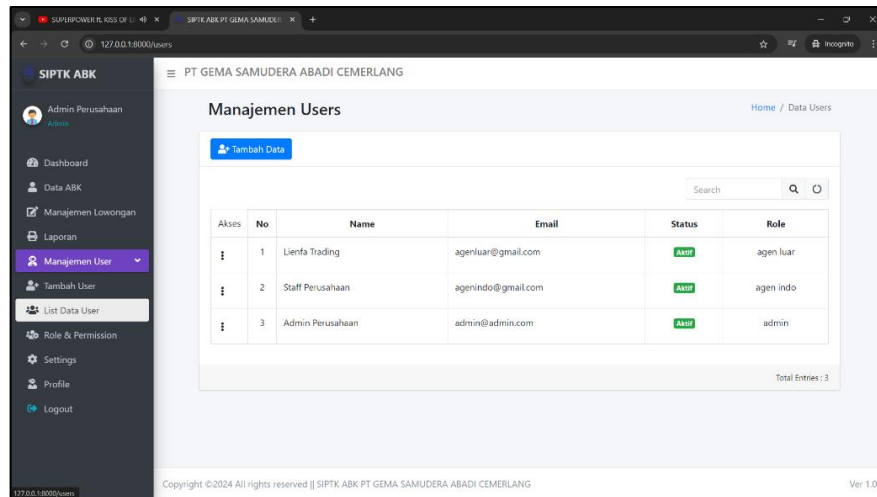 SUPERPOWER ft. KISS OF L
SIPTK ABK PT GEMA SAMUDER
127.0.0.1:8000/users
Incognito
SIPTK ABK
PT GEMA SAMUDERA ABADI CEMERLANG
Admin Perusahaan
Admin
Manajemen Users
Home / Data Users
Tambah Data
Dashboard
Data ABK
Manajemen Lowongan
Laporan
Manajemen User
Tambah User
List Data User
Role & Permission
Settings
Profile
Logout
Search
Akses No Name Email Status Role
1 Lienfa Trading agenluar@gmail.com Aktif agen luar
2 Staff Perusahaan agenindo@gmail.com Aktif agen indo
3 Admin Perusahaan admin@admin.com Aktif admin
Total Entries : 3
Copyright ©2024 All rights reserved || SIPTK ABK PT GEMA SAMUDERA ABADI CEMERLANG
Ver 1.0
127.0.0.1:8000/users